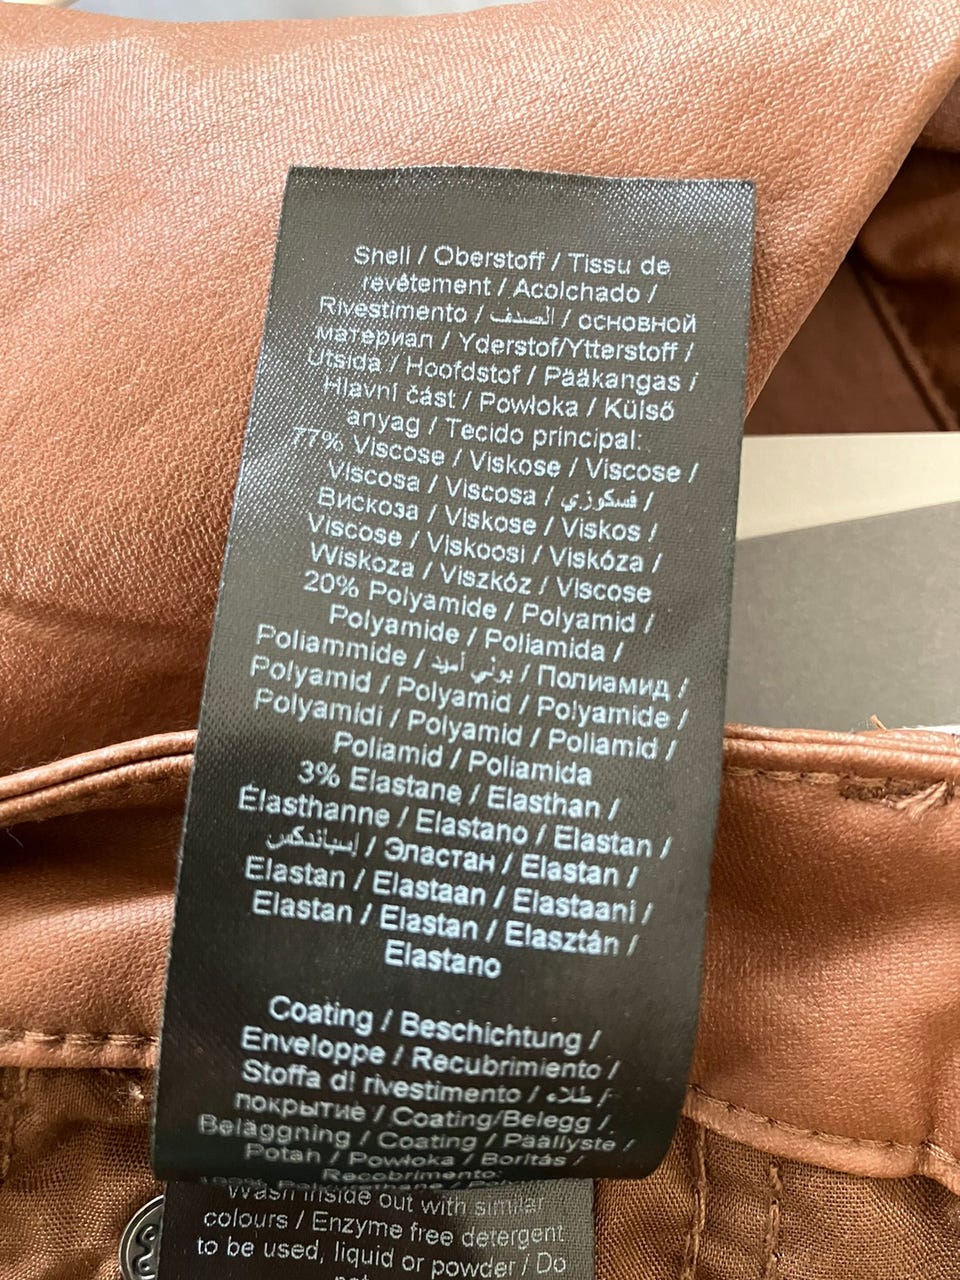 Shell / Oberstoff / Tissu de
revêtement / Acolchado /
Rivestimento / الصدف / основной
материал / Yderstof/Ytterstoff /
Utsida / Hoofdstof / Pääkangas /
Hlavní část / Powłoka / Külső
anyag / Tecido principal:
77% Viscose / Viskose / Viscose /
Viscosa / Viscosa / فسكوزي /
Вискоза / Viskose / Viskos /
Viscose / Viskoosi / Viskóza /
Wiskoza / Viszkóz / Viscose
20% Polyamide / Polyamid /
Polyamide / Poliamida /
Poliammide / بولي أميد / Полиамид /
Polyamid / Polyamid / Polyamide /
Polyamidi / Polyamid / Poliamid /
Poliamid / Poliamida
3% Elastane / Elasthan /
Élasthanne / Elastano / Elastan /
إسباندكس / Эластан / Elastan /
Elastan / Elastaan / Elastaani /
Elastan / Elastan / Elasztán /
Elastano
Coating / Beschichtung /
Enveloppe / Recubrimiento /
Stoffa di rivestimento / طلاء /
покрытие / Coating/Belegg /
Beläggning / Coating / Päällyste /
Potah / Powłoka / Borítás /
Recobrimento:
Wash inside out with similar
colours / Enzyme free detergent
to be used, liquid or powder / Do